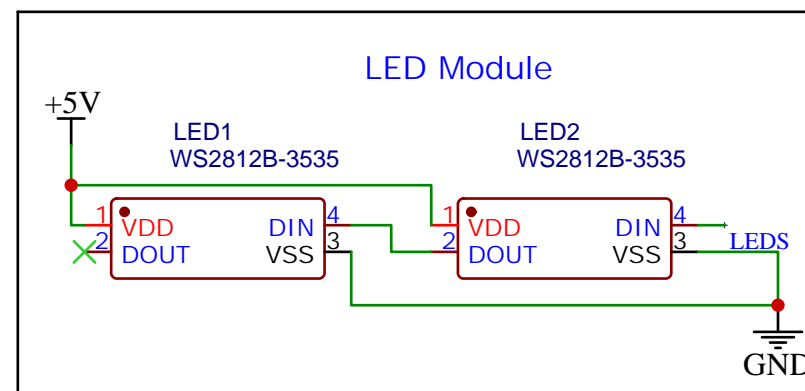 LED Module
+5V
LED1
WS2812B-3535
LED2
WS2812B-3535
1 VDD DIN 4
2 DOUT VSS 3
1 VDD DIN 4
2 DOUT VSS 3
LEDS
GND